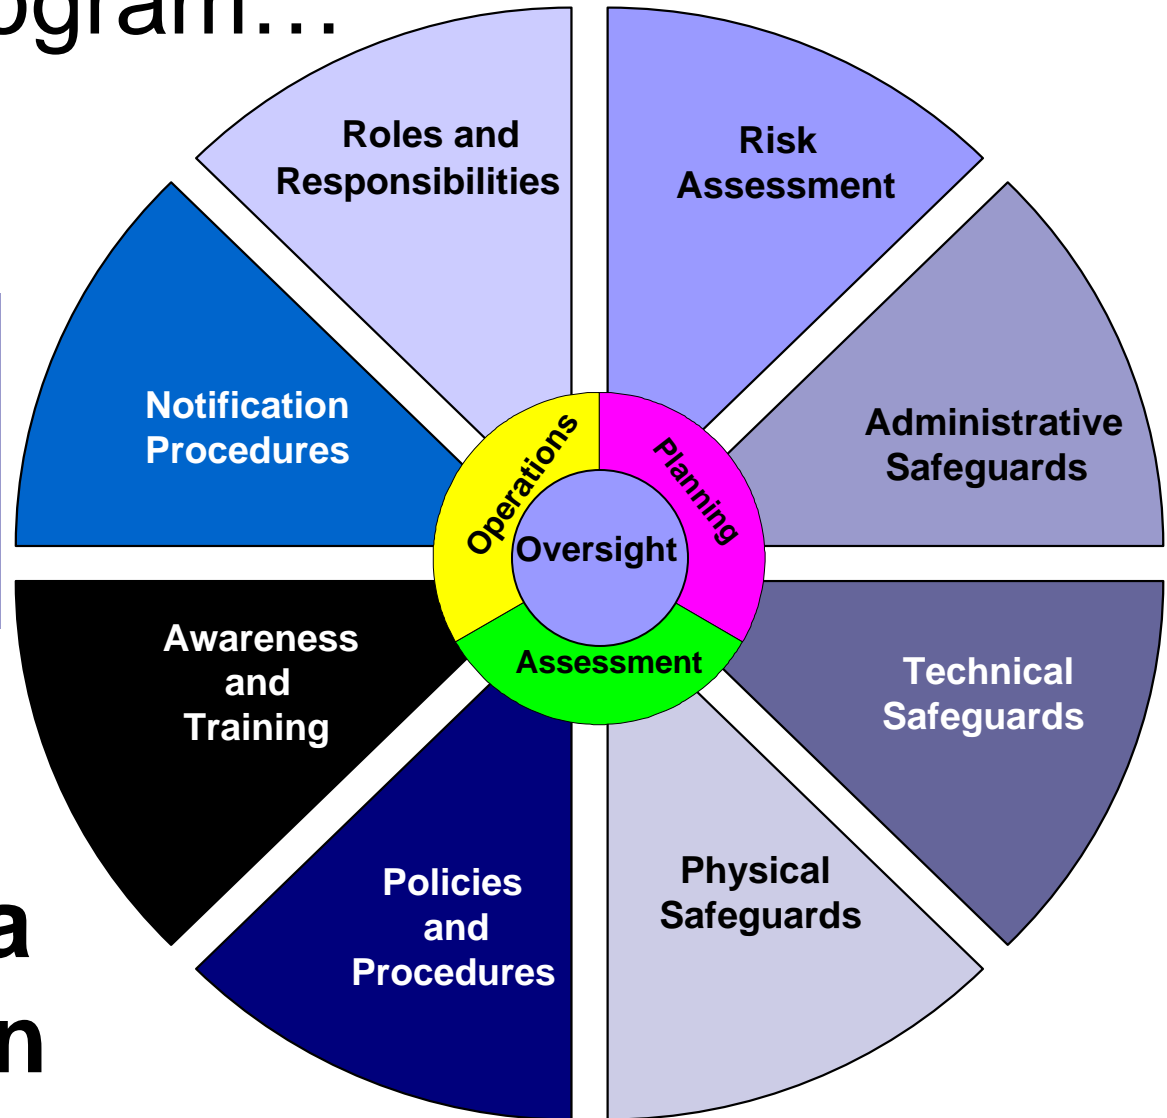 ogram…
Roles and
Responsibilities
Risk
Assessment
Notification
Procedures
Administrative
Safeguards
Operations
Planning
Oversight
Assessment
Awareness
and
Training
Technical
Safeguards
Policies
and
Procedures
Physical
Safeguards
a
n